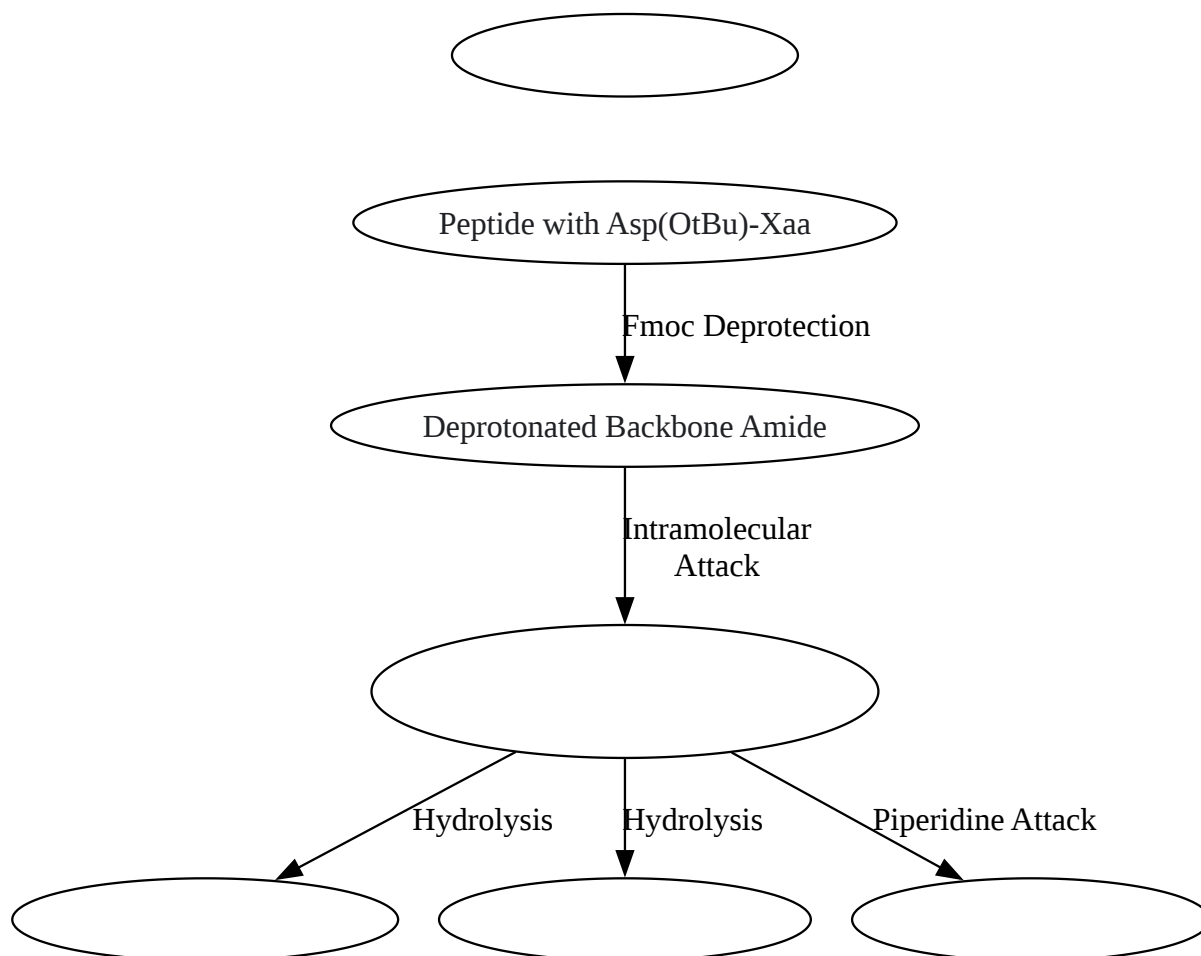 Peptide with Asp(OtBu)-Xaa
Fmoc Deprotection
Deprotonated Backbone Amide
Intramolecular
Attack
Hydrolysis
Hydrolysis
Piperidine Attack